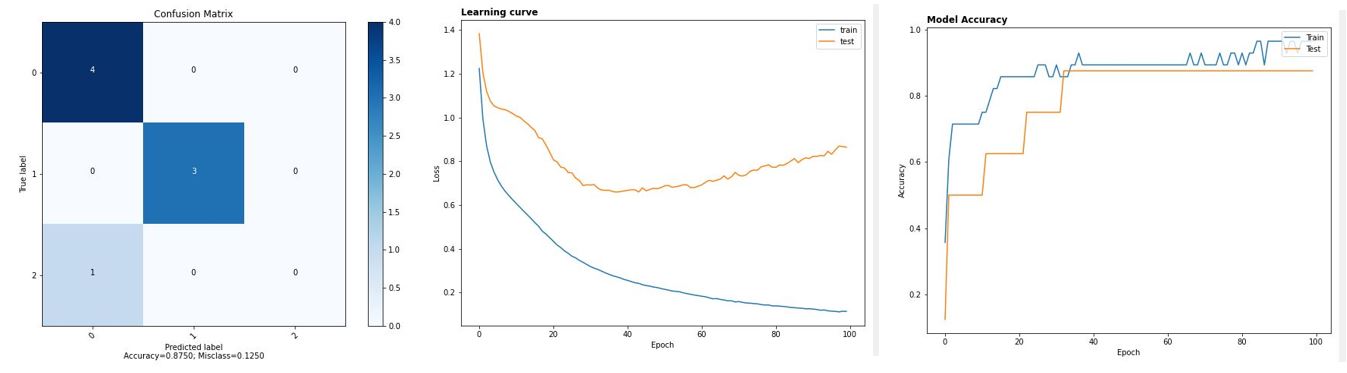 Confusion Matrix
4.0
3.5
3.0
2.5
2.0
1.5
1.0
0.5
0.0
True label
0
1
2
4 0 0
0 3 0
1 0 0
0 1 2
Predicted label
Accuracy=0.8750; Misclass=0.1250
Learning curve
train
test
Loss
1.4
1.2
1.0
0.8
0.6
0.4
0.2
0 20 40 60 80 100
Epoch
Model Accuracy
Train
Test
Accuracy
1.0
0.8
0.6
0.4
0.2
0 20 40 60 80 100
Epoch